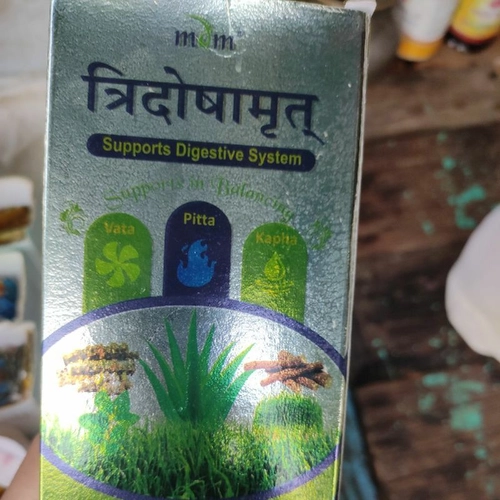 mdm
त्रिदोषामृत्
Supports Digestive System
Supports in Balancing
Vata
Pitta
Kapha